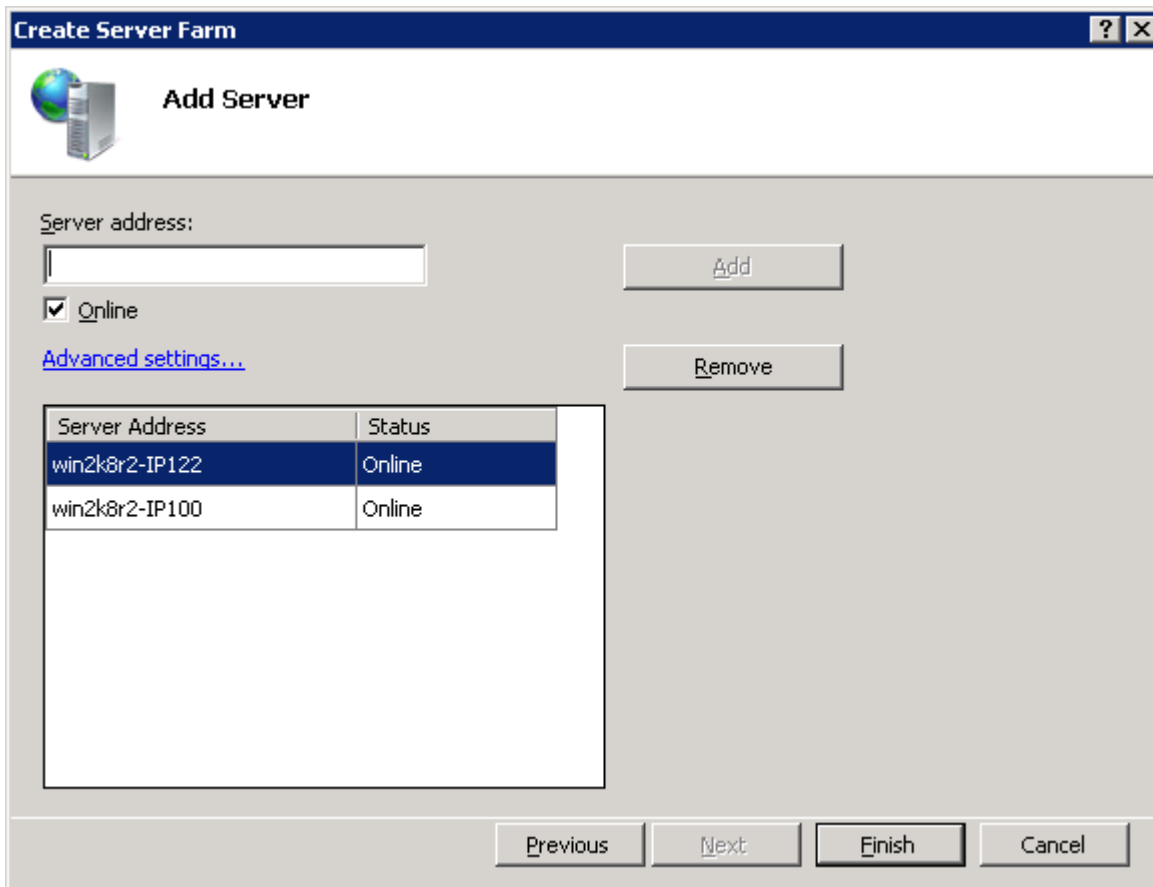 Create Server Farm
?
Add Server
Server address:
Add
Online
Advanced settings...
Remove
Server Address Status
win2k8r2-IP122 Online
win2k8r2-IP100 Online
Previous Next Finish Cancel